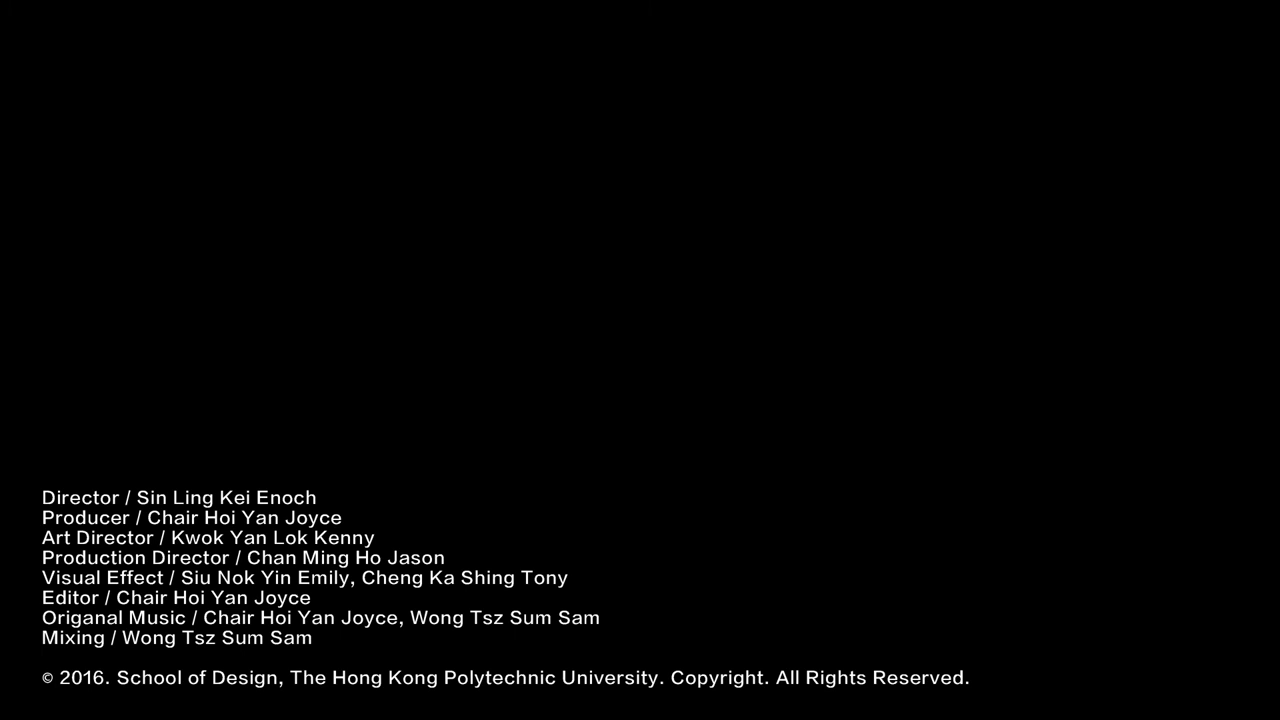 Director / Sin Ling Kei Enoch
Producer / Chair Hoi Yan Joyce
Art Director / Kwok Yan Lok Kenny
Production Director / Chan Ming Ho Jason
Visual Effect / Siu Nok Yin Emily, Cheng Ka Shing Tony
Editor / Chair Hoi Yan Joyce
Origanal Music / Chair Hoi Yan Joyce, Wong Tsz Sum Sam
Mixing / Wong Tsz Sum Sam
© 2016. School of Design, The Hong Kong Polytechnic University. Copyright. All Rights Reserved.